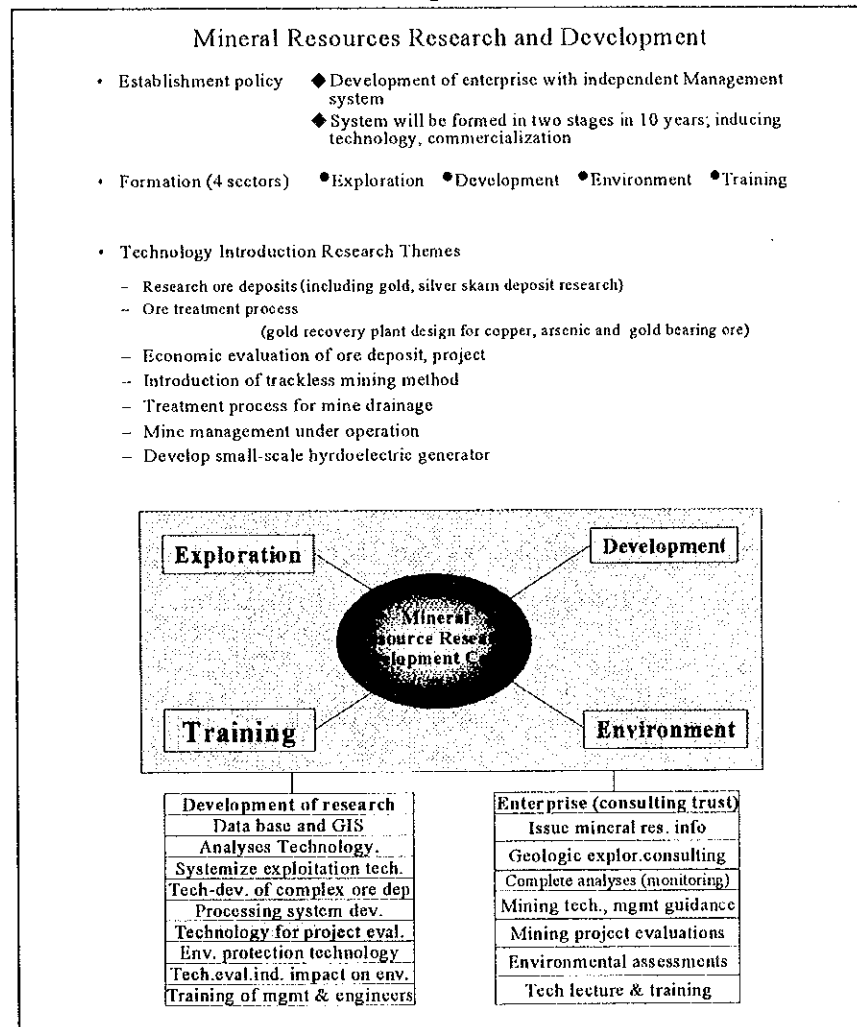 Mineral Resources Research and Development
• Establishment policy ◆ Development of enterprise with independent Management
system
◆ System will be formed in two stages in 10 years; inducing
technology, commercialization
• Formation (4 sectors) • Exploration • Development • Environment • Training
• Technology Introduction Research Themes
– Research ore deposits (including gold, silver skarn deposit research)
– Ore treatment process
(gold recovery plant design for copper, arsenic and gold bearing ore)
– Economic evaluation of ore deposit, project
– Introduction of trackless mining method
– Treatment process for mine drainage
– Mine management under operation
– Develop small-scale hyrdoelectric generator
Exploration
Development
Mineral
source Resea
lopment C
Training
Environment
Development of research
Data base and GIS
Analyses Technology.
Systemize exploitation tech.
Tech-dev. of complex ore dep
Processing system dev.
Technology for project eval.
Env. protection technology
Tech.eval.ind. impact on env.
Training of mgmt & engineers
Enterprise (consulting trust)
Issue mineral res. info
Geologic explor.consulting
Complete analyses (monitoring)
Mining tech., mgmt guidance
Mining project evaluations
Environmental assessments
Tech lecture & training